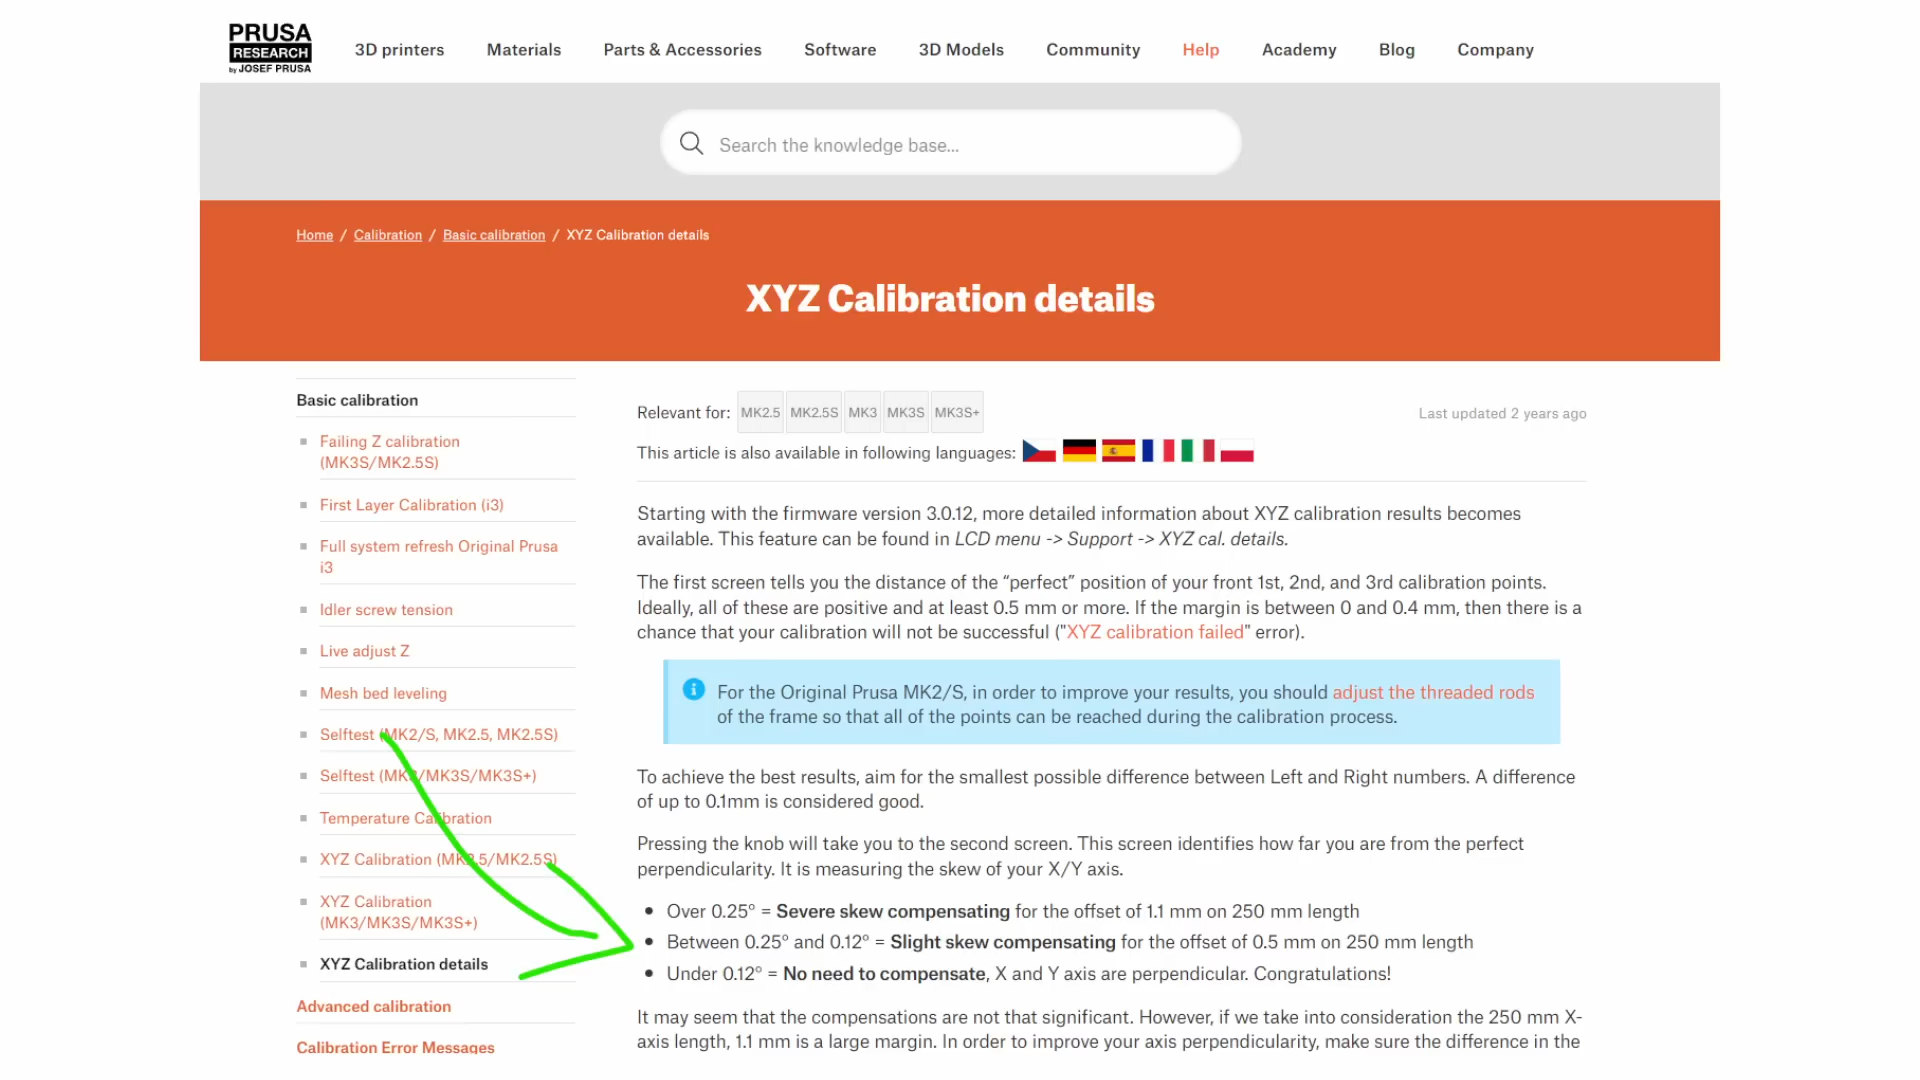 PRUSA
RESEARCH
by JOSEF PRUSA
3D printers
Materials
Parts & Accessories
Software
3D Models
Community
Help
Academy
Blog
Company
Search the knowledge base...
Home / Calibration / Basic calibration / XYZ Calibration details
XYZ Calibration details
Basic calibration
Failing Z calibration
(MK3S/MK2.5S)
First Layer Calibration (i3)
Full system refresh Original Prusa
i3
Idler screw tension
Live adjust Z
Mesh bed leveling
Selftest (MK2/S, MK2.5, MK2.5S)
Selftest (MK3/MK3S/MK3S+)
Temperature Calibration
XYZ Calibration (MK2.5/MK2.5S)
XYZ Calibration
(MK3/MK3S/MK3S+)
XYZ Calibration details
Advanced calibration
Calibration Error Messages
Relevant for: MK2.5 MK2.5S MK3 MK3S MK3S+
Last updated 2 years ago
This article is also available in following languages:
Starting with the firmware version 3.0.12, more detailed information about XYZ calibration results becomes
available. This feature can be found in LCD menu -> Support -> XYZ cal. details.
The first screen tells you the distance of the “perfect” position of your front 1st, 2nd, and 3rd calibration points.
Ideally, all of these are positive and at least 0.5 mm or more. If the margin is between 0 and 0.4 mm, then there is a
chance that your calibration will not be successful ("XYZ calibration failed" error).
For the Original Prusa MK2/S, in order to improve your results, you should adjust the threaded rods
of the frame so that all of the points can be reached during the calibration process.
To achieve the best results, aim for the smallest possible difference between Left and Right numbers. A difference
of up to 0.1mm is considered good.
Pressing the knob will take you to the second screen. This screen identifies how far you are from the perfect
perpendicularity. It is measuring the skew of your X/Y axis.
Over 0.25º = Severe skew compensating for the offset of 1.1 mm on 250 mm length
Between 0.25º and 0.12º = Slight skew compensating for the offset of 0.5 mm on 250 mm length
Under 0.12º = No need to compensate, X and Y axis are perpendicular. Congratulations!
It may seem that the compensations are not that significant. However, if we take into consideration the 250 mm X-
axis length, 1.1 mm is a large margin. In order to improve your axis perpendicularity, make sure the difference in the